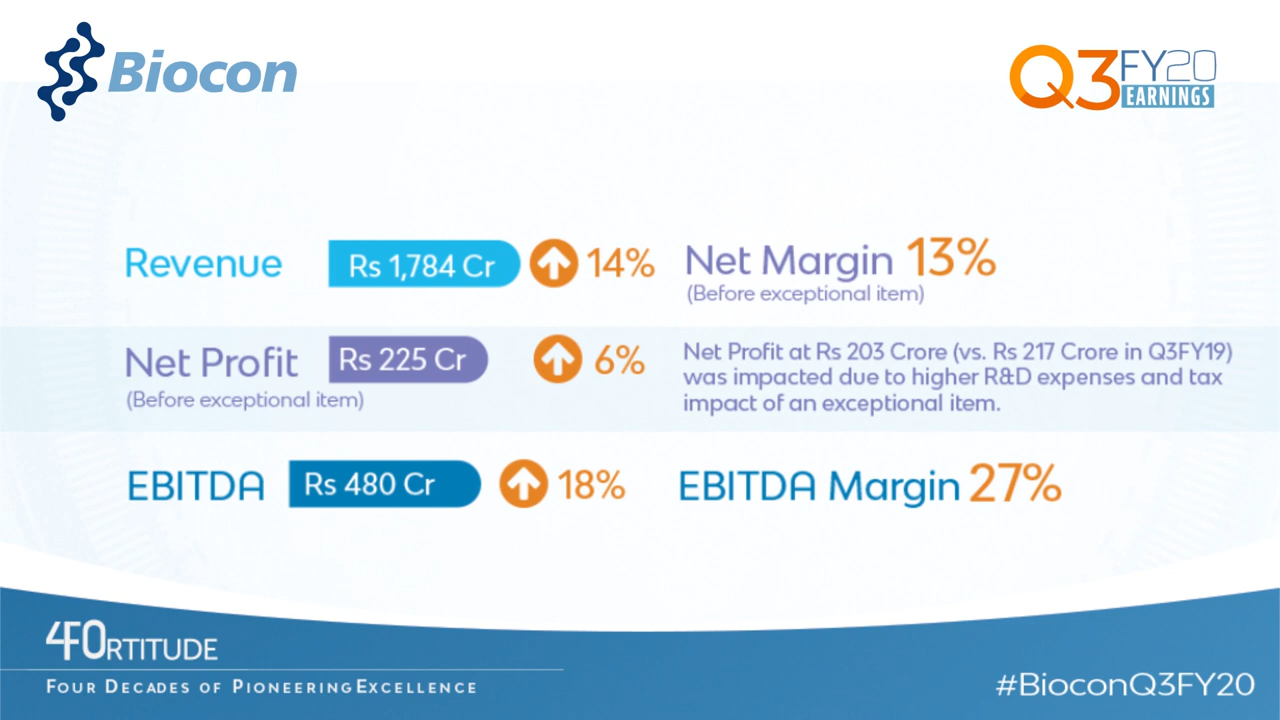 Biocon
Q3 FY20
EARNINGS
Revenue Rs 1,784 Cr 14% Net Margin 13%
(Before exceptional item)
Net Profit Rs 225 Cr 6%
(Before exceptional item)
Net Profit at Rs 203 Crore (vs. Rs 217 Crore in Q3FY19)
was impacted due to higher R&D expenses and tax
impact of an exceptional item.
EBITDA Rs 480 Cr 18% EBITDA Margin 27%
4FORTITUDE
FOUR DECADES OF PIONEERING EXCELLENCE
#BioconQ3FY20